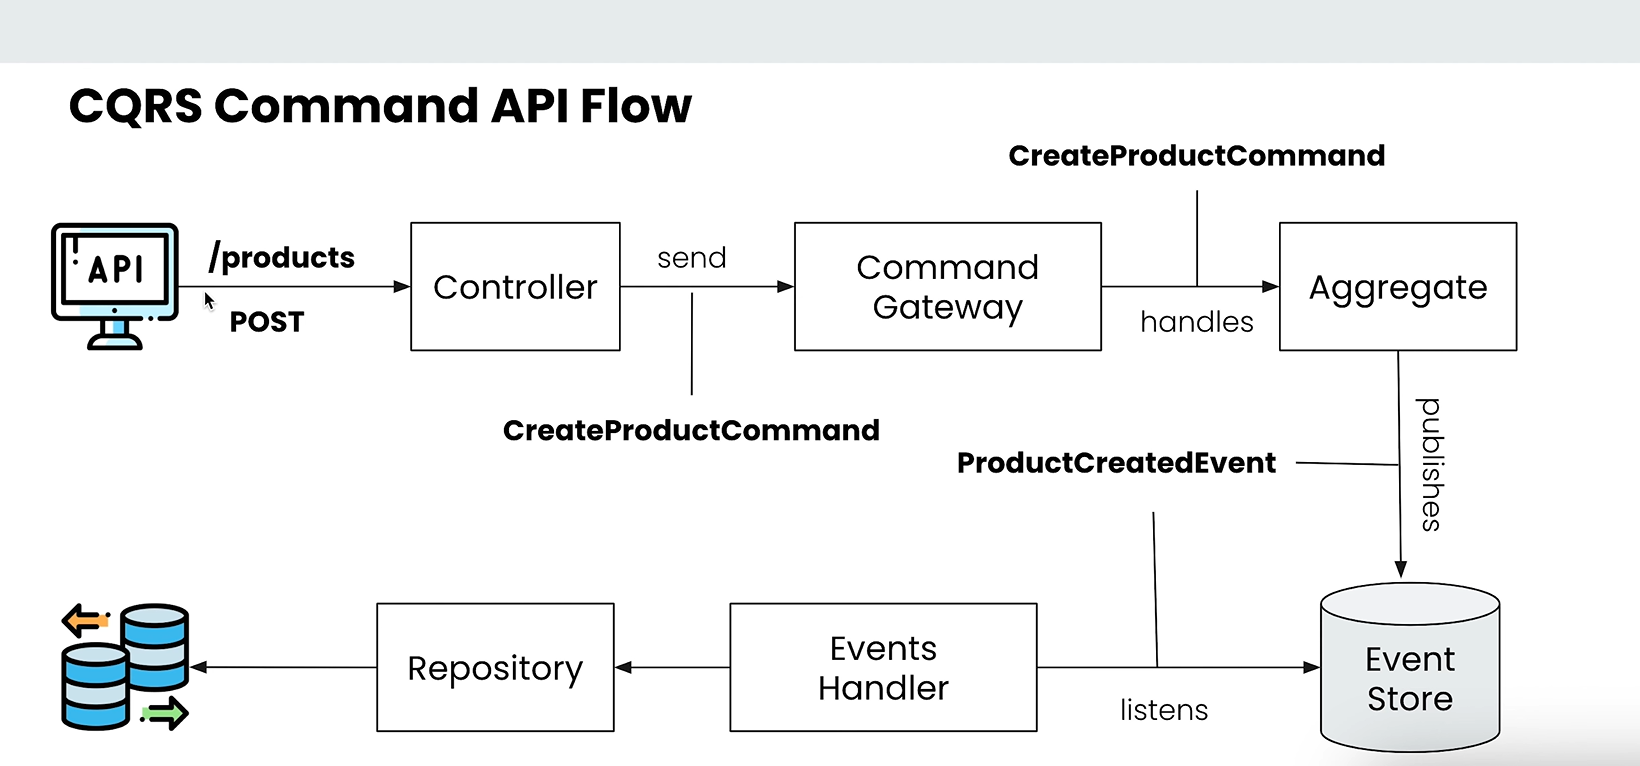 CQRS Command API Flow
CreateProductCommand
API
/products
POST
Controller
send
Command
Gateway
handles
Aggregate
CreateProductCommand
ProductCreatedEvent
publishes
Repository
Events
Handler
listens
Event
Store